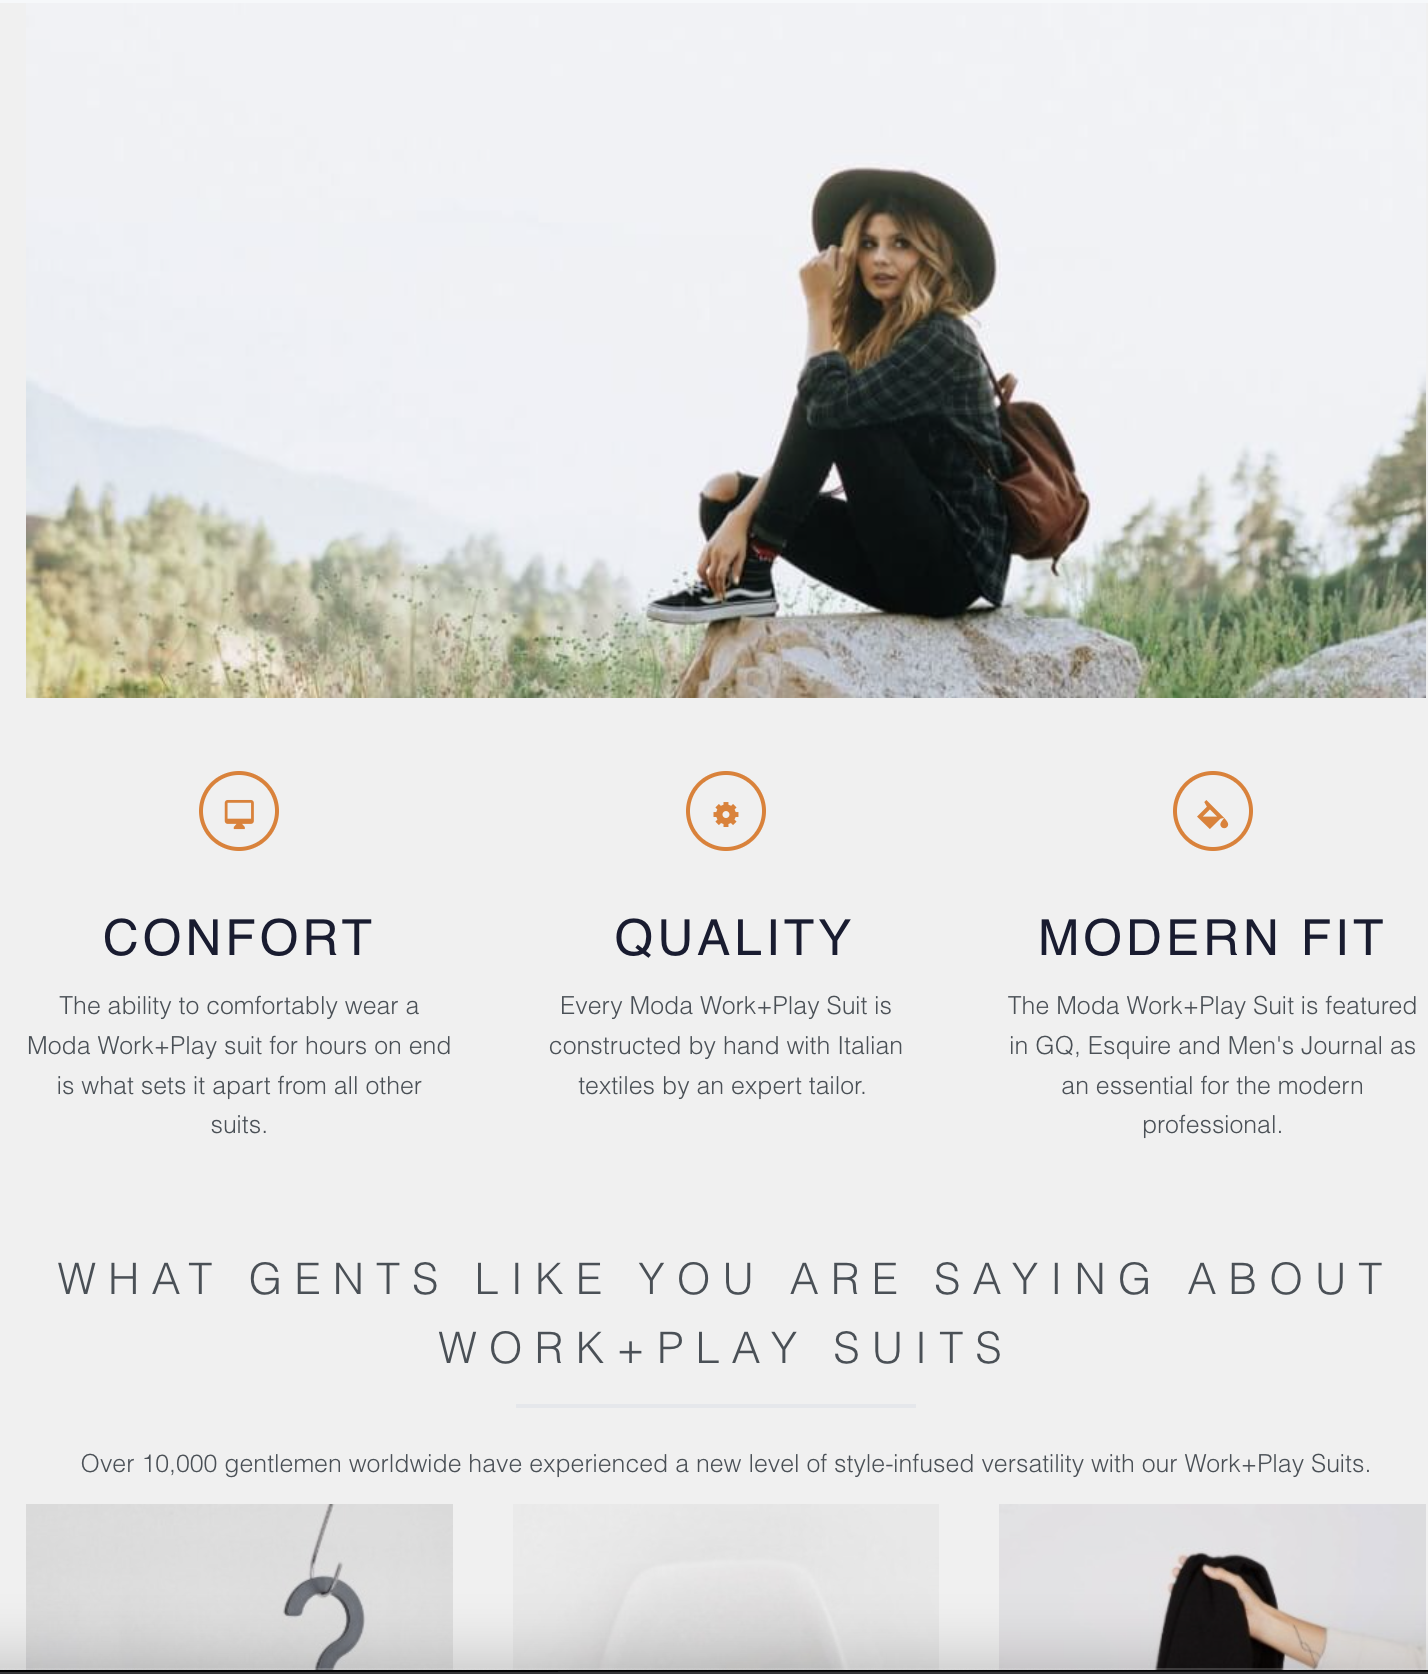 CONFORT
The ability to comfortably wear a
Moda Work+Play suit for hours on end
is what sets it apart from all other
suits.
QUALITY
Every Moda Work+Play Suit is
constructed by hand with Italian
textiles by an expert tailor.
MODERN FIT
The Moda Work+Play Suit is featured
in GQ, Esquire and Men's Journal as
an essential for the modern
professional.
WHAT GENTS LIKE YOU ARE SAYING ABOUT
WORK+PLAY SUITS
Over 10,000 gentlemen worldwide have experienced a new level of style-infused versatility with our Work+Play Suits.